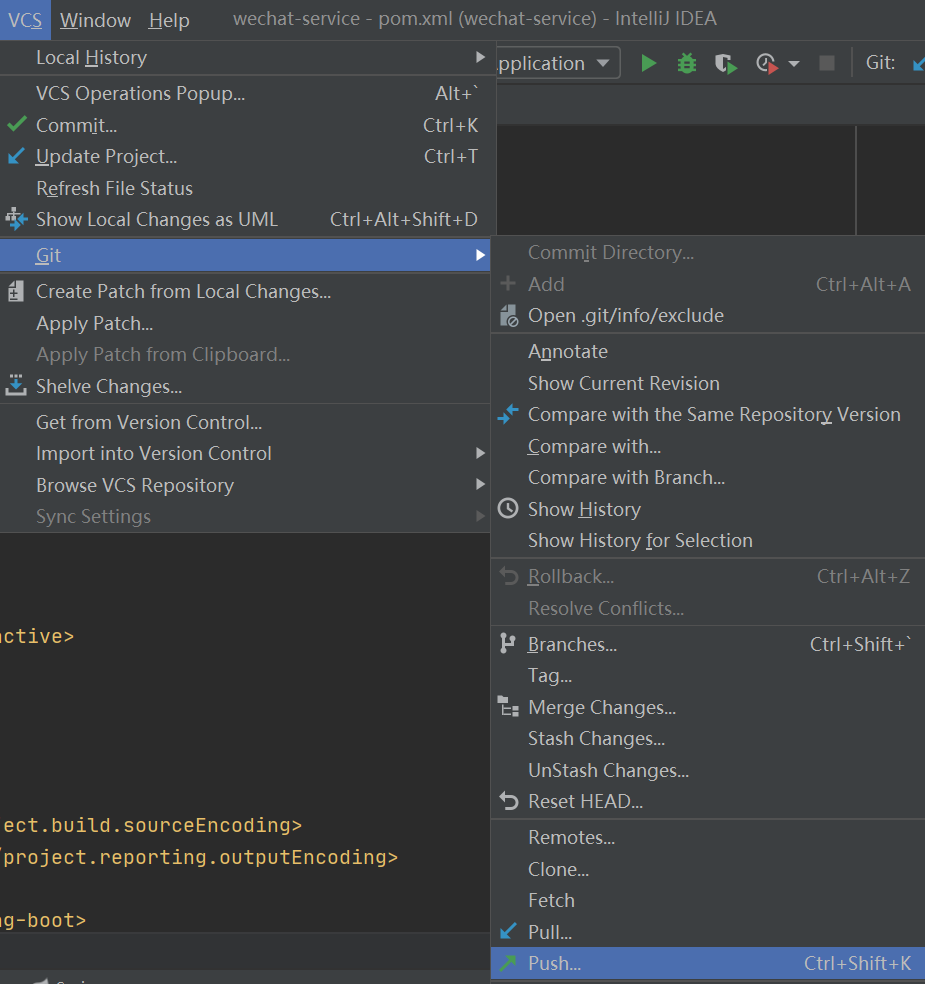 VCS Window Help wechat-service - pom.xml (wechat-service) - IntelliJ IDEA
Local History
pplication Git:
VCS Operations Popup... Alt+`
Commit... Ctrl+K
Update Project... Ctrl+T
Refresh File Status
Show Local Changes as UML Ctrl+Alt+Shift+D
Git
Create Patch from Local Changes...
Apply Patch...
Apply Patch from Clipboard...
Shelve Changes...
Get from Version Control...
Import into Version Control
Browse VCS Repository
Sync Settings
Commit Directory...
Add Ctrl+Alt+A
Open .git/info/exclude
Annotate
Show Current Revision
Compare with the Same Repository Version
Compare with...
Compare with Branch...
Show History
Show History for Selection
Rollback... Ctrl+Alt+Z
Resolve Conflicts...
Branches... Ctrl+Shift+`
Tag...
Merge Changes...
Stash Changes...
UnStash Changes...
Reset HEAD...
Remotes...
Clone...
Fetch
Pull...
Push... Ctrl+Shift+K
active>
ect.build.sourceEncoding>
/project.reporting.outputEncoding>
ng-boot>